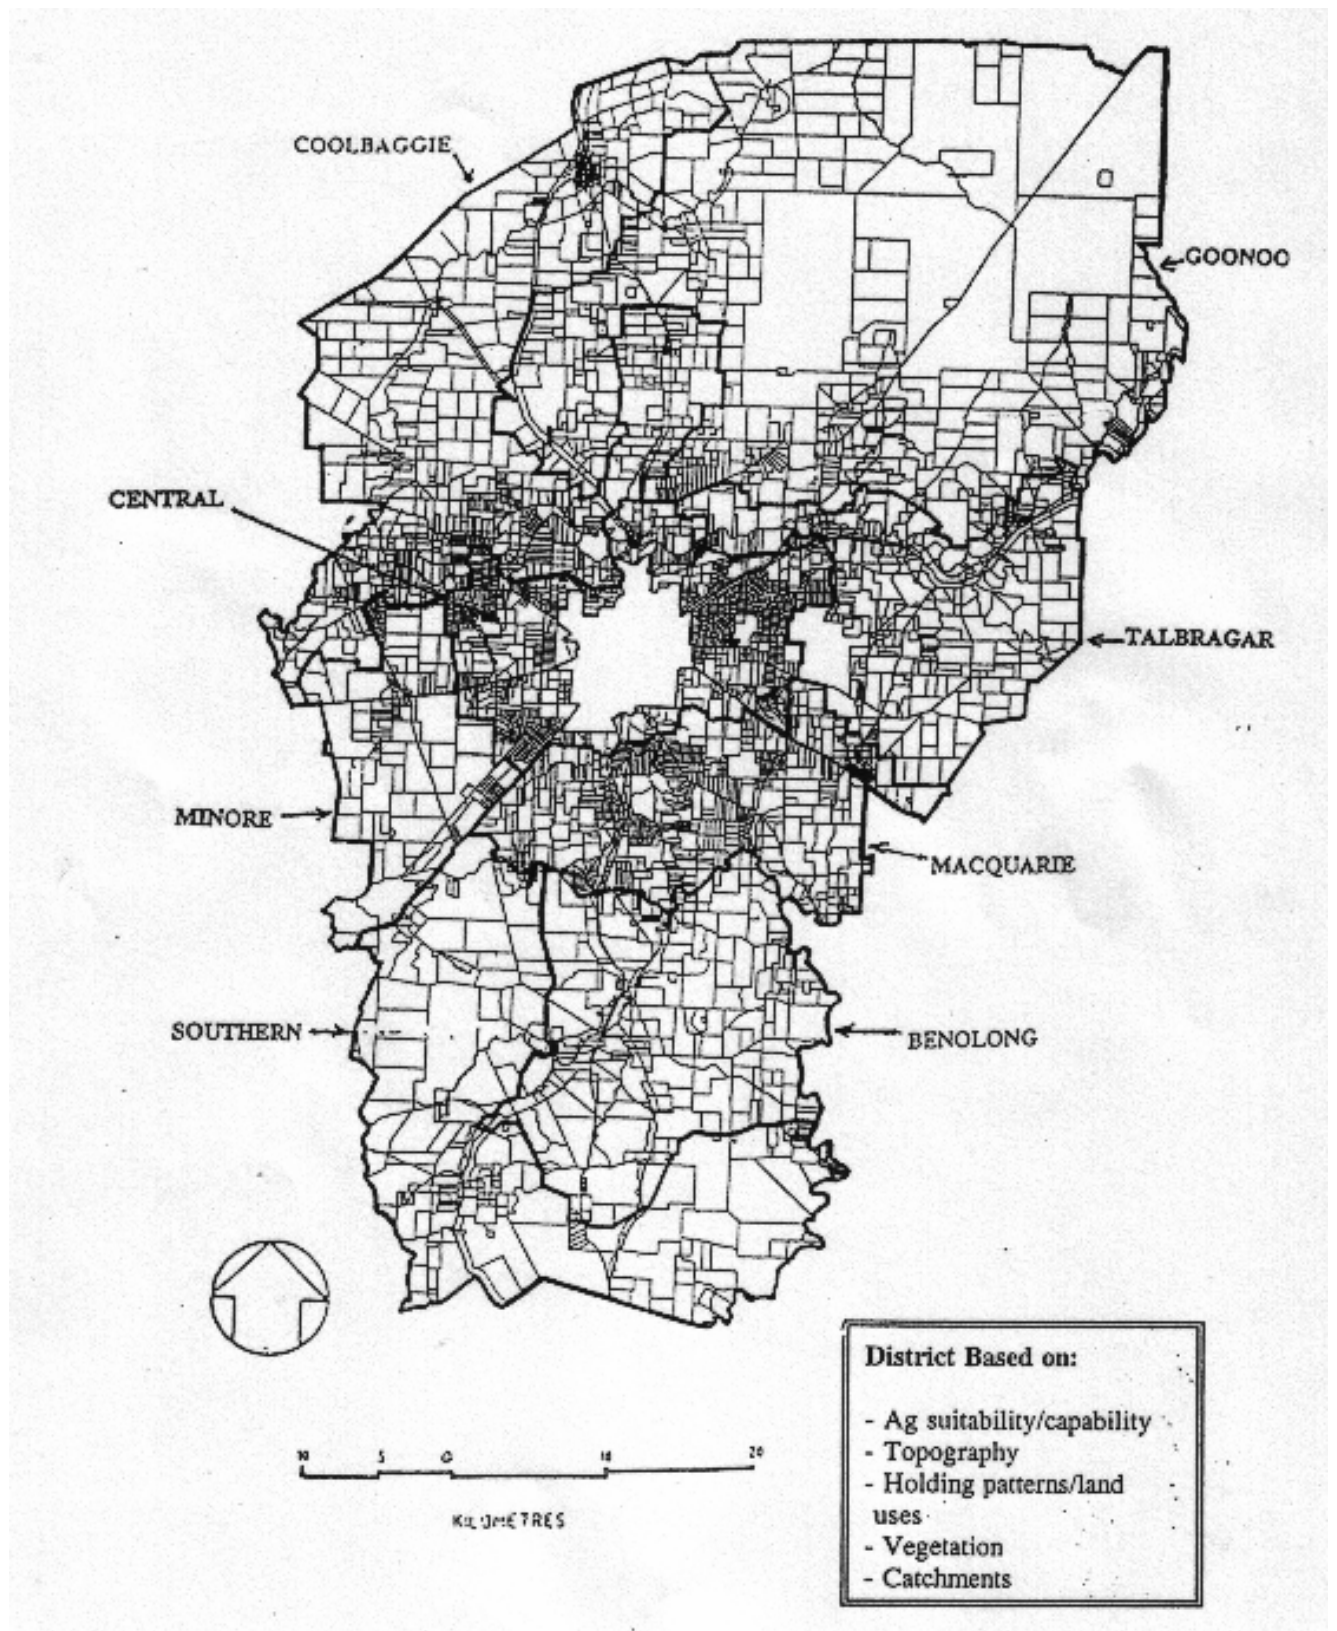 COOLBAGGIE
GOONOO
CENTRAL
TALBRAGAR
MINORE
MACQUARIE
SOUTHERN
BENOLONG
District Based on:
- Ag suitability/capability
- Topography
- Holding patterns/land
uses
- Vegetation
- Catchments
10 5 0 10 20
KILOMETRES